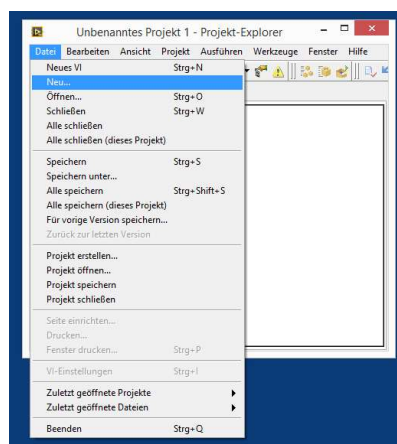 Unbenanntes Projekt 1 - Projekt-Explorer
Datei Bearbeiten Ansicht Projekt Ausführen Werkzeuge Fenster Hilfe
Neues VI Strg+N
Neu...
Öffnen... Strg+O
Schließen Strg+W
Alle schließen
Alle schließen (dieses Projekt)
Speichern Strg+S
Speichern unter...
Alle speichern Strg+Shift+S
Alle speichern (dieses Projekt)
Für vorige Version speichern...
Zurück zur letzten Version
Projekt erstellen...
Projekt öffnen...
Projekt speichern
Projekt schließen
Seite einrichten...
Drucken...
Fenster drucken... Strg+P
VI-Einstellungen Strg+I
Zuletzt geöffnete Projekte
Zuletzt geöffnete Dateien
Beenden Strg+Q